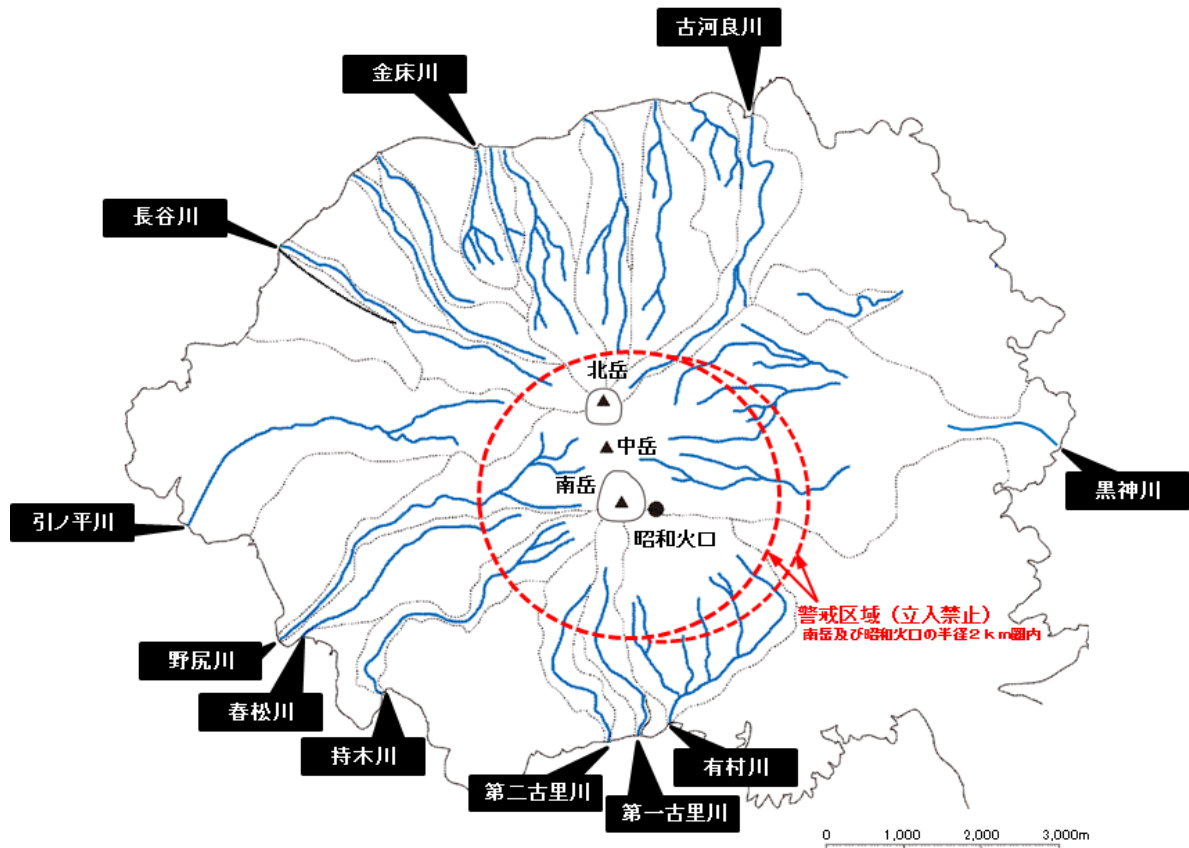 古河良川
金床川
長谷川
北岳
中岳
南岳
昭和火口
黒神川
引ノ平川
警戒区域（立入禁止）
南岳及び昭和火口の半径2km圏内
野尻川
春松川
持木川
有村川
第二古里川
第一古里川
0 1,000 2,000 3,000m